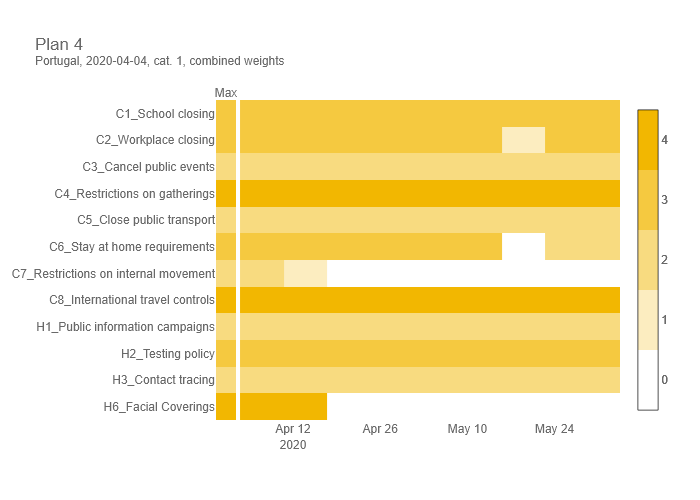 Plan 4
Portugal, 2020-04-04, cat. 1, combined weights
Max
C1_School closing
C2_Workplace closing
C3_Cancel public events
C4_Restrictions on gatherings
C5_Close public transport
C6_Stay at home requirements
C7_Restrictions on internal movement
C8_International travel controls
H1_Public information campaigns
H2_Testing policy
H3_Contact tracing
H6_Facial Coverings
Apr 12
2020
Apr 26
May 10
May 24
4
3
2
1
0